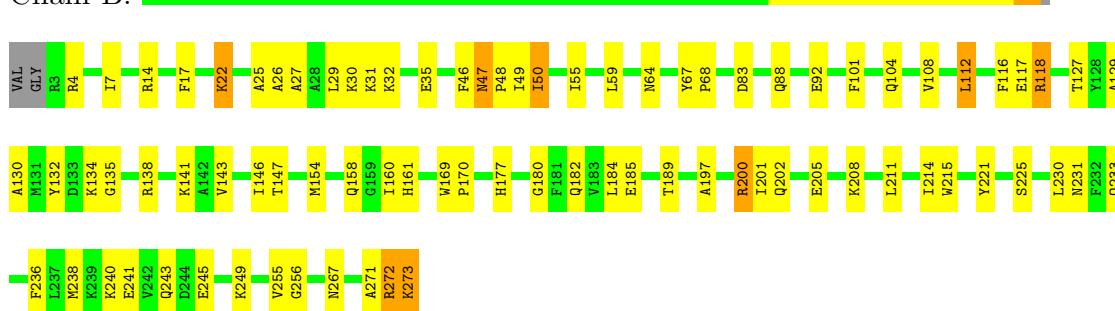 VAL GLY R3 R4 I7 R14 F17 K22 A25 A26 A27 A28 L29 K30 K31 K32 E35 F46 N47 P48 I49 I50 I55 L59 N64 Y67 P68 D83 Q88 E92 F101 Q104 V108 L112 F116 E117 R118 T127 Y128
A130 M131 Y132 D133 K134 G135 R138 K141 A142 V143 I146 T147 M154 Q158 G159 I160 H161 W169 P170 H177 G180 F181 Q182 V183 L184 E185 T189 A197 R200 I201 Q202 E205 K208 L211 I214 W215 Y221 S225 L230 N231 F232
F236 L237 M238 K239 K240 E241 V242 Q243 D244 E245 K249 V255 G256 N267 A271 R272 K273